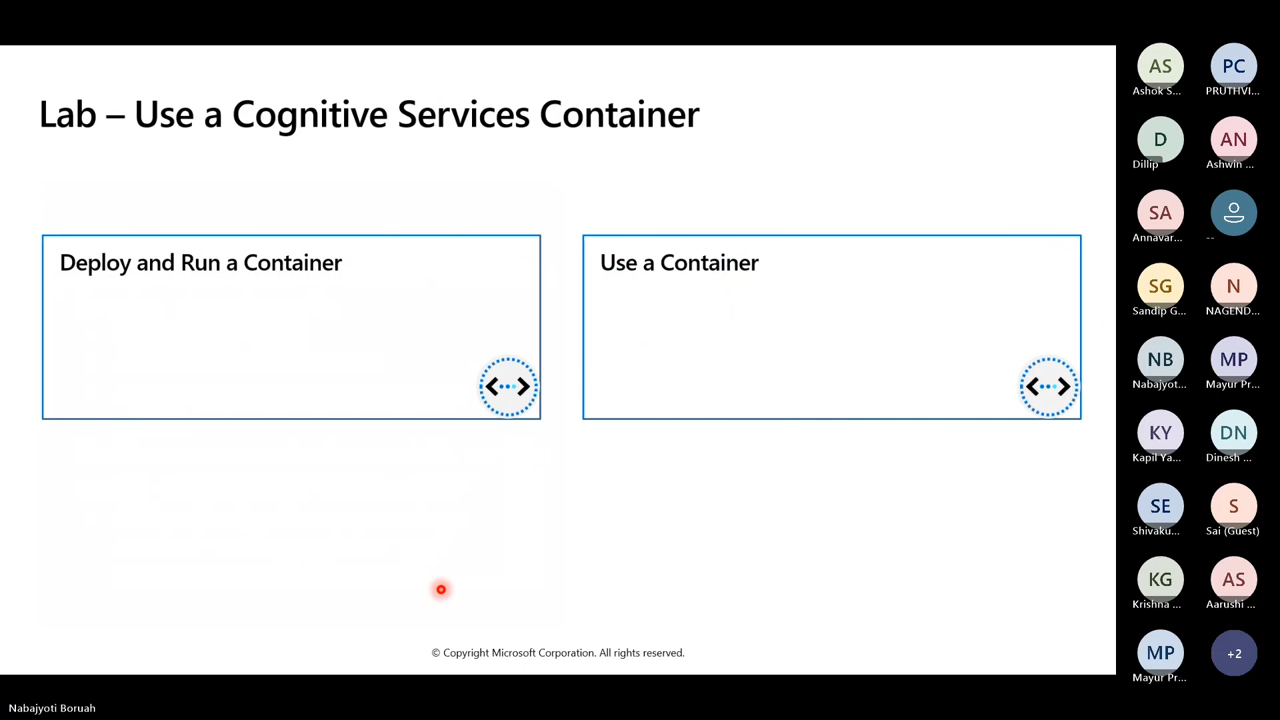 Lab – Use a Cognitive Services Container
Deploy and Run a Container
Use a Container
© Copyright Microsoft Corporation. All rights reserved.
Nabajyoti Boruah
AS
Ashok S...
PC
PRUTHVI...
D
Dillip
AN
Ashwin ...
SA
Annavar...
--
SG
Sandip G...
N
NAGEND...
NB
Nabajyot...
MP
Mayur Pr...
KY
Kapil Ya...
DN
Dinesh ...
SE
Shivaku...
S
Sai (Guest)
KG
Krishna ...
AS
Aarushi ...
MP
Mayur Pr...
+2